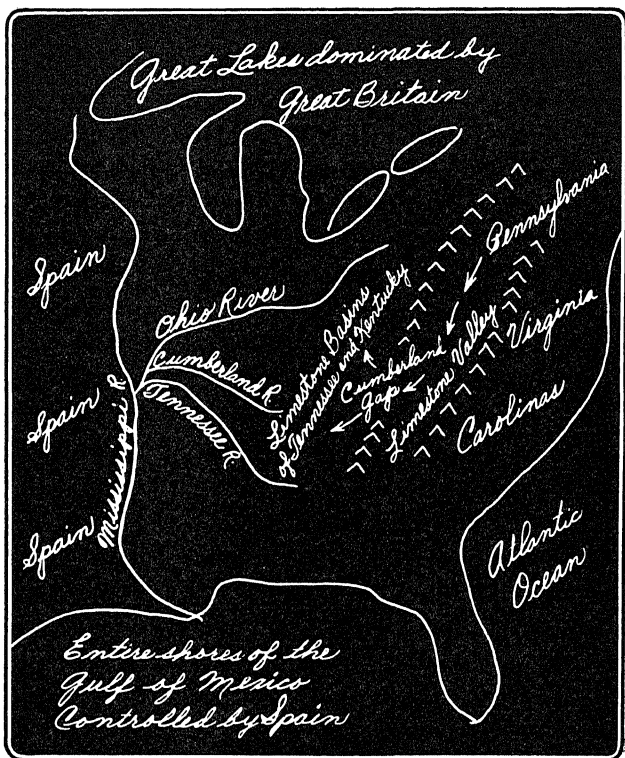 Great Lakes dominated by
Great Britain
Pennsylvania
Spain
Ohio River
Virginia
Limestone Basins
of Tennessee and Kentucky
Cumberland
Gap
Limestone Valley
Cumberland R.
Tennessee R.
Carolinas
Spain
Mississippi R
Spain
Atlantic
Ocean
Entire shores of the
Gulf of Mexico
Controlled by Spain